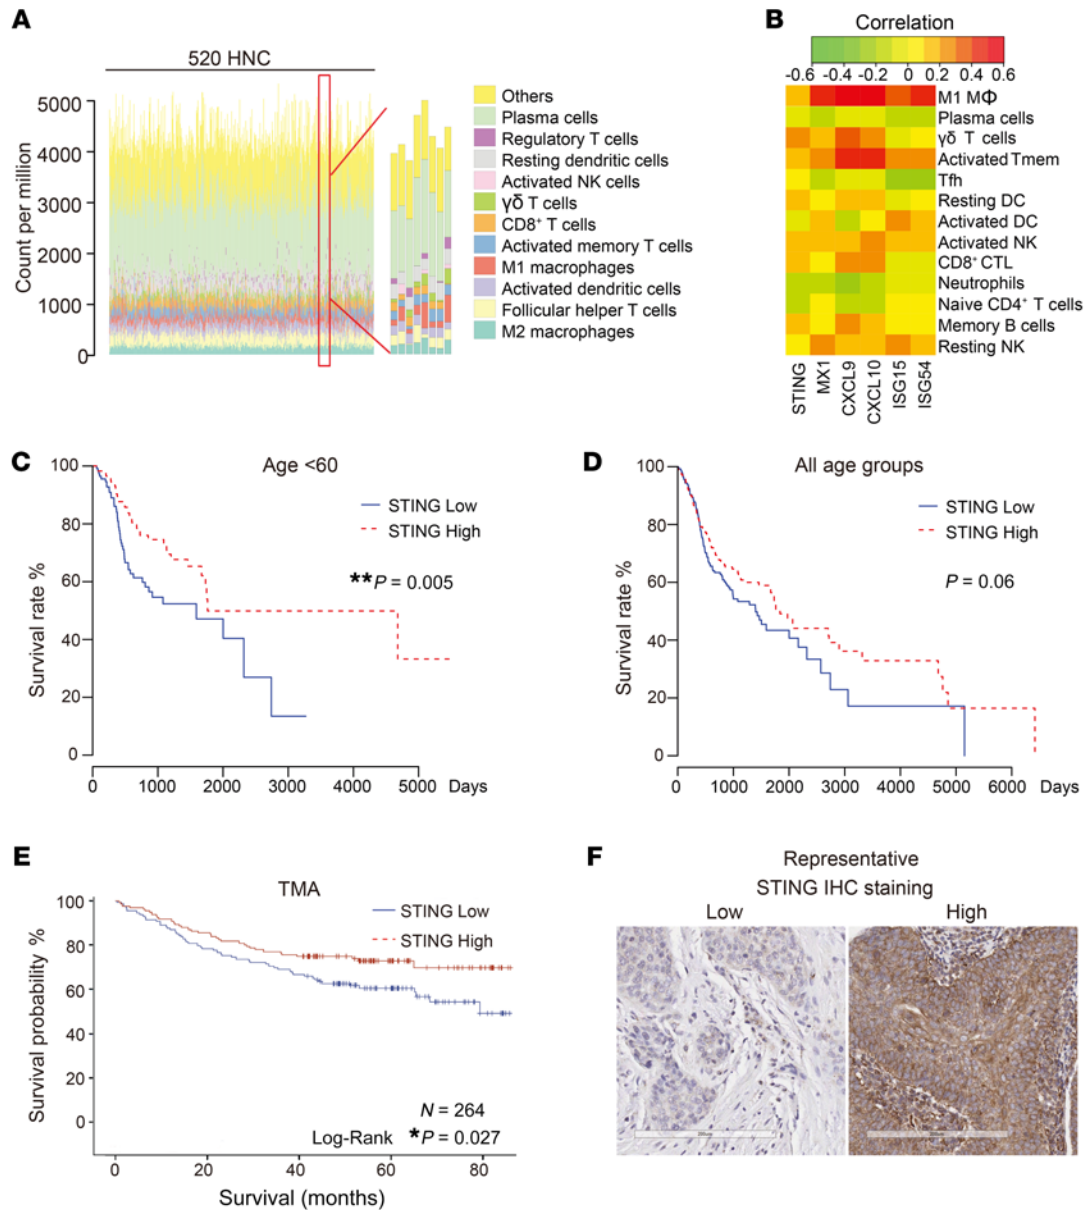 A
520 HNC
Count per million
5000
4000
3000
2000
1000
0
Others
Plasma cells
Regulatory T cells
Resting dendritic cells
Activated NK cells
γδ T cells
CD8⁺ T cells
Activated memory T cells
M1 macrophages
Activated dendritic cells
Follicular helper T cells
M2 macrophages
B
Correlation
-0.6 -0.4 -0.2 0 0.2 0.4 0.6
M1 MΦ
Plasma cells
γδ T cells
Activated Tmem
Tfh
Resting DC
Activated DC
Activated NK
CD8⁺ CTL
Neutrophils
Naive CD4⁺ T cells
Memory B cells
Resting NK
STING
MX1
CXCL9
CXCL10
ISG15
ISG54
C
Age <60
STING Low
STING High
**P = 0.005
Survival rate %
100
80
60
40
20
0
0 1000 2000 3000 4000 5000 Days
D
All age groups
STING Low
STING High
P = 0.06
Survival rate %
100
80
60
40
20
0
0 1000 2000 3000 4000 5000 6000 Days
E
TMA
STING Low
STING High
Survival probability %
100
80
60
40
20
0
N = 264
Log-Rank *P = 0.027
0 20 40 60 80
Survival (months)
F
Representative
STING IHC staining
Low High